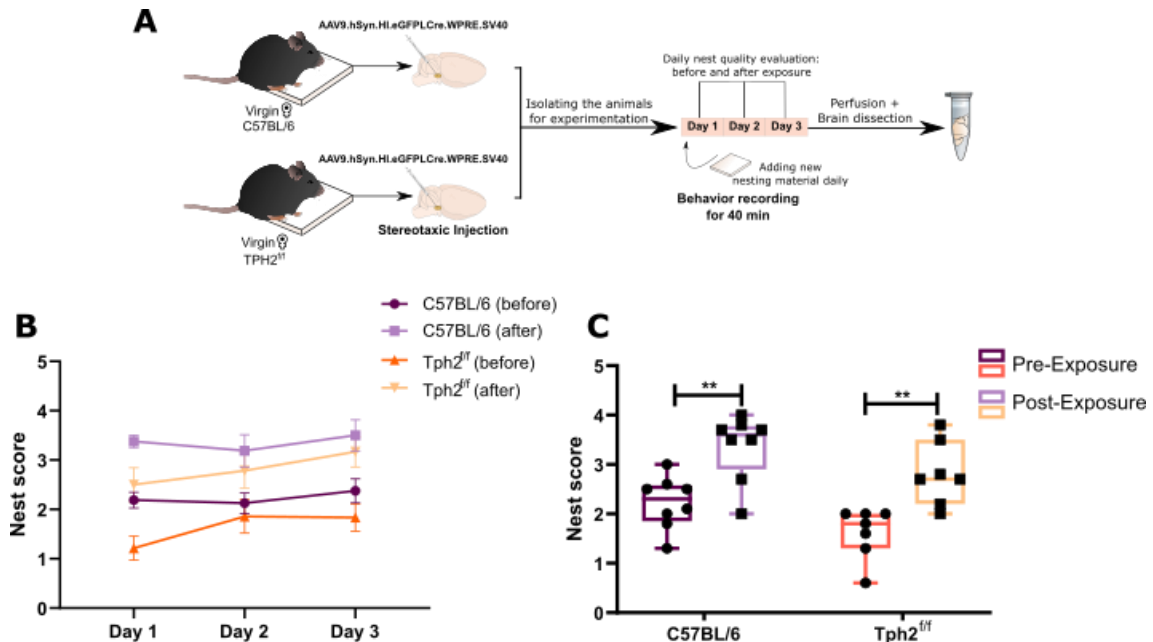 A
AAV9.hSyn.HI.eGFPLCre.WPRE.SV40
Virgin
C57BL/6
AAV9.hSyn.HI.eGFPLCre.WPRE.SV40
Virgin
TPH2f/f
Stereotaxic Injection
Isolating the animals
for experimentation
Daily nest quality evaluation:
before and after exposure
Day 1 Day 2 Day 3
Adding new
nesting material daily
Behavior recording
for 40 min
Perfusion +
Brain dissection
B
C57BL/6 (before)
C57BL/6 (after)
Tph2f/f (before)
Tph2f/f (after)
Nest score
5
4
3
2
1
0
Day 1 Day 2 Day 3
C
Pre-Exposure
Post-Exposure
** **
Nest score
5
4
3
2
1
0
C57BL/6 Tph2f/f